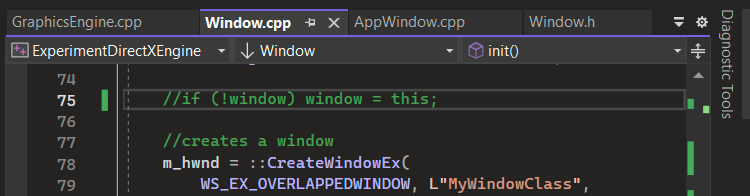 GraphicsEngine.cpp Window.cpp AppWindow.cpp Window.h
ExperimentDirectXEngine Window init()
Diagnostic Tools
74
75 //if (!window) window = this;
76
77 //creates a window
78 m_hwnd = ::CreateWindowEx(
79 WS_EX_OVERLAPPEDWINDOW, L"MyWindowClass",